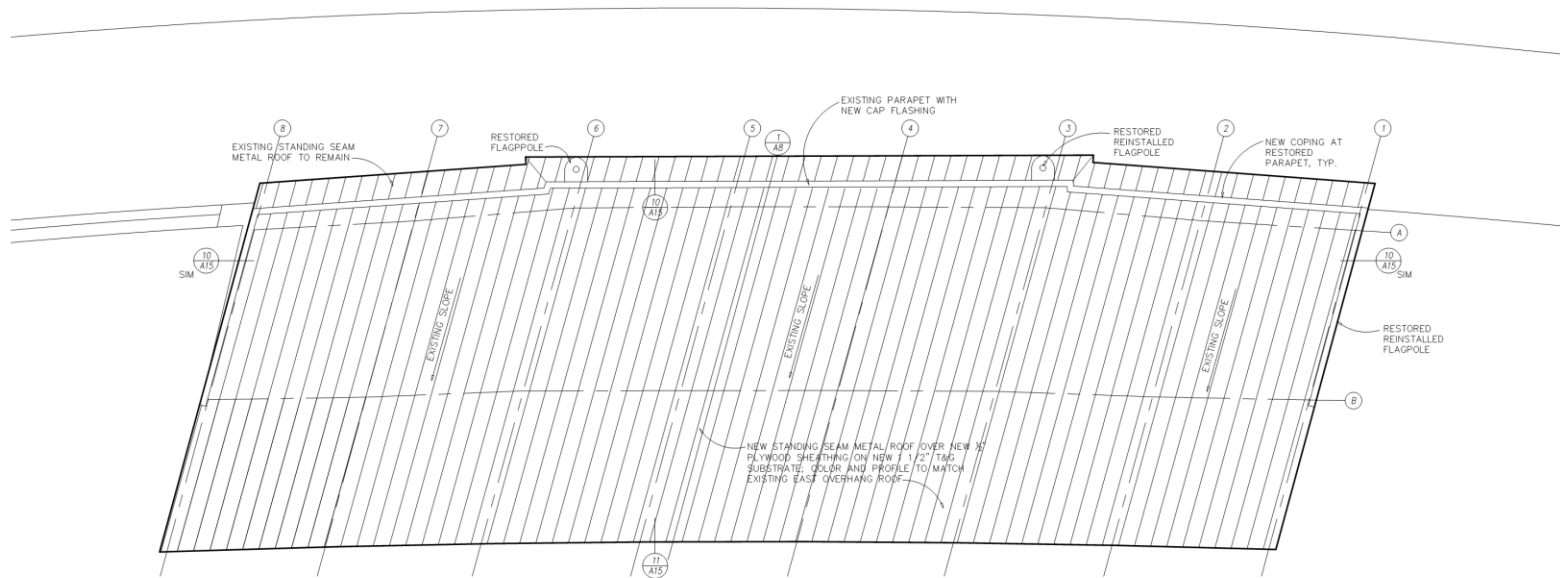 EXISTING PARAPET WITH
NEW CAP FLASHING
8
7
6
5
1
A8
4
3
2
1
EXISTING STANDING SEAM
METAL ROOF TO REMAIN
RESTORED
FLAGPPOLE
RESTORED
REINSTALLED
FLAGPOLE
NEW COPING AT
RESTORED
PARAPET, TYP.
10
A15
A
10
A15
SIM
10
A15
SIM
EXISTING SLOPE
EXISTING SLOPE
EXISTING SLOPE
RESTORED
REINSTALLED
FLAGPOLE
B
NEW STANDING SEAM METAL ROOF OVER NEW ½"
PLYWOOD SHEATHING ON NEW 1 1/2" T&G
SUBSTRATE; COLOR AND PROFILE TO MATCH
EXISTING EAST OVERHANG ROOF
11
A15